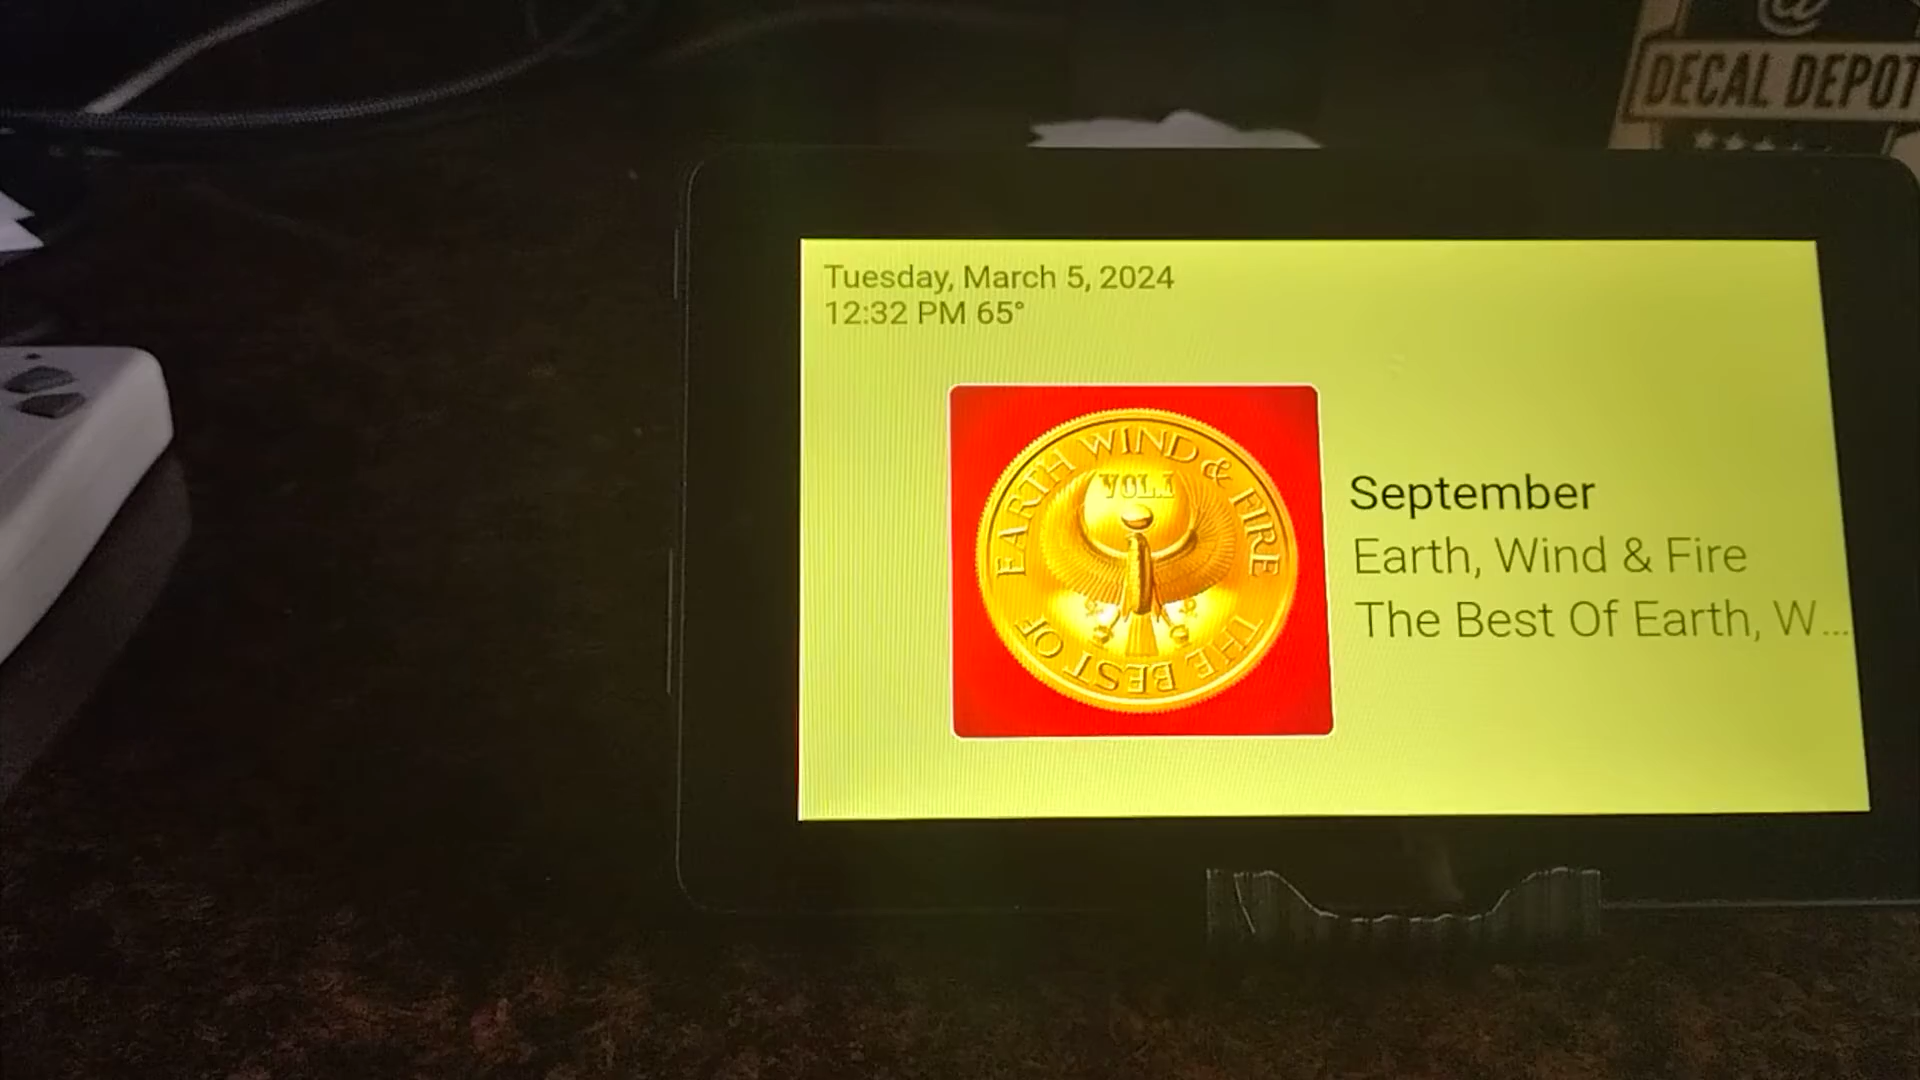 @
DECAL DEPOT
Tuesday, March 5, 2024
12:32 PM 65°
EARTH WIND & FIRE
VOL.I
THE BEST OF
September
Earth, Wind & Fire
The Best Of Earth, W...